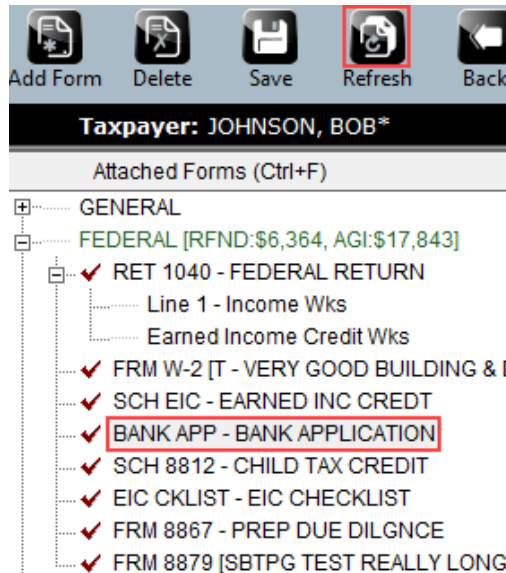 Add Form Delete Save Refresh Back
Taxpayer: JOHNSON, BOB*
Attached Forms (Ctrl+F)
GENERAL
FEDERAL [RFND:$6,364, AGI:$17,843]
RET 1040 - FEDERAL RETURN
Line 1 - Income Wks
Earned Income Credit Wks
FRM W-2 [T - VERY GOOD BUILDING &
SCH EIC - EARNED INC CREDT
BANK APP - BANK APPLICATION
SCH 8812 - CHILD TAX CREDIT
EIC CKLIST - EIC CHECKLIST
FRM 8867 - PREP DUE DILGNCE
FRM 8879 [SBTPG TEST REALLY LONG